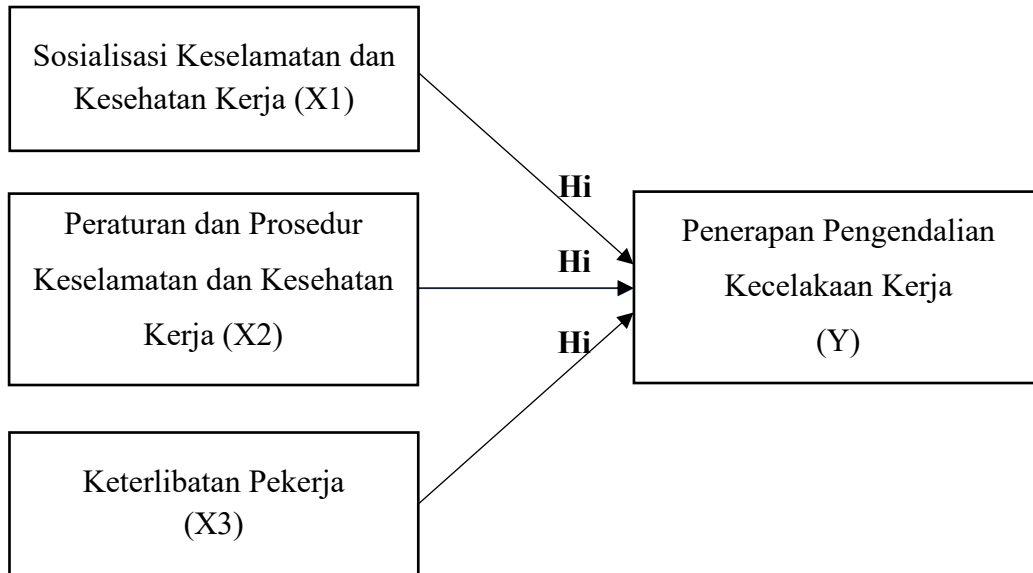 Sosialisasi Keselamatan dan
Kesehatan Kerja (X1)
Hi
Peraturan dan Prosedur
Keselamatan dan Kesehatan
Kerja (X2)
Hi
Penerapan Pengendalian
Kecelakaan Kerja
(Y)
Hi
Keterlibatan Pekerja
(X3)